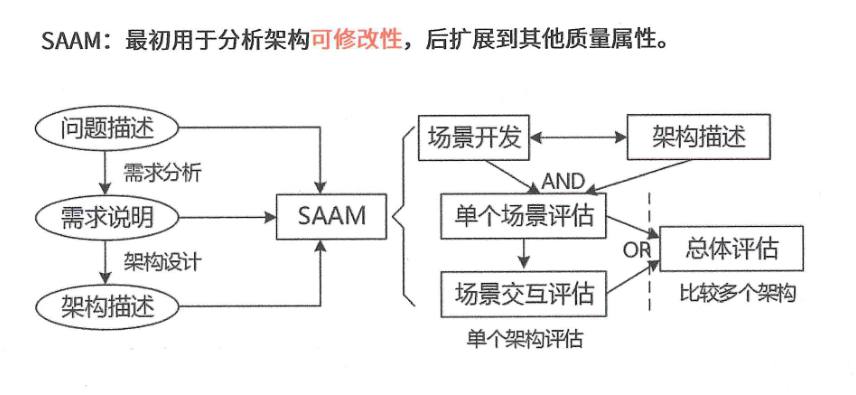 SAAM：最初用于分析架构可修改性，后扩展到其他质量属性。
问题描述
需求分析
需求说明
架构设计
架构描述
SAAM
场景开发
架构描述
AND
单个场景评估
OR
总体评估
场景交互评估
比较多个架构
单个架构评估